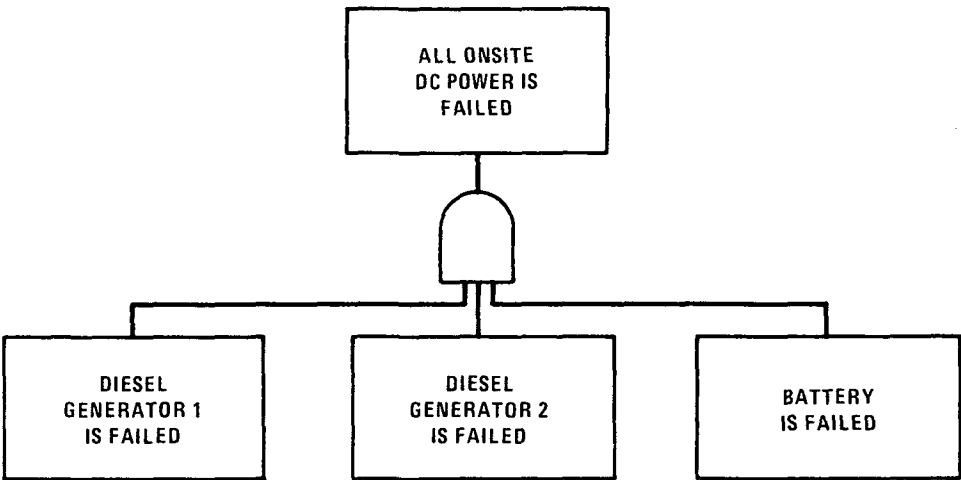 ALL ONSITE
DC POWER IS
FAILED
DIESEL
GENERATOR 1
IS FAILED
DIESEL
GENERATOR 2
IS FAILED
BATTERY
IS FAILED